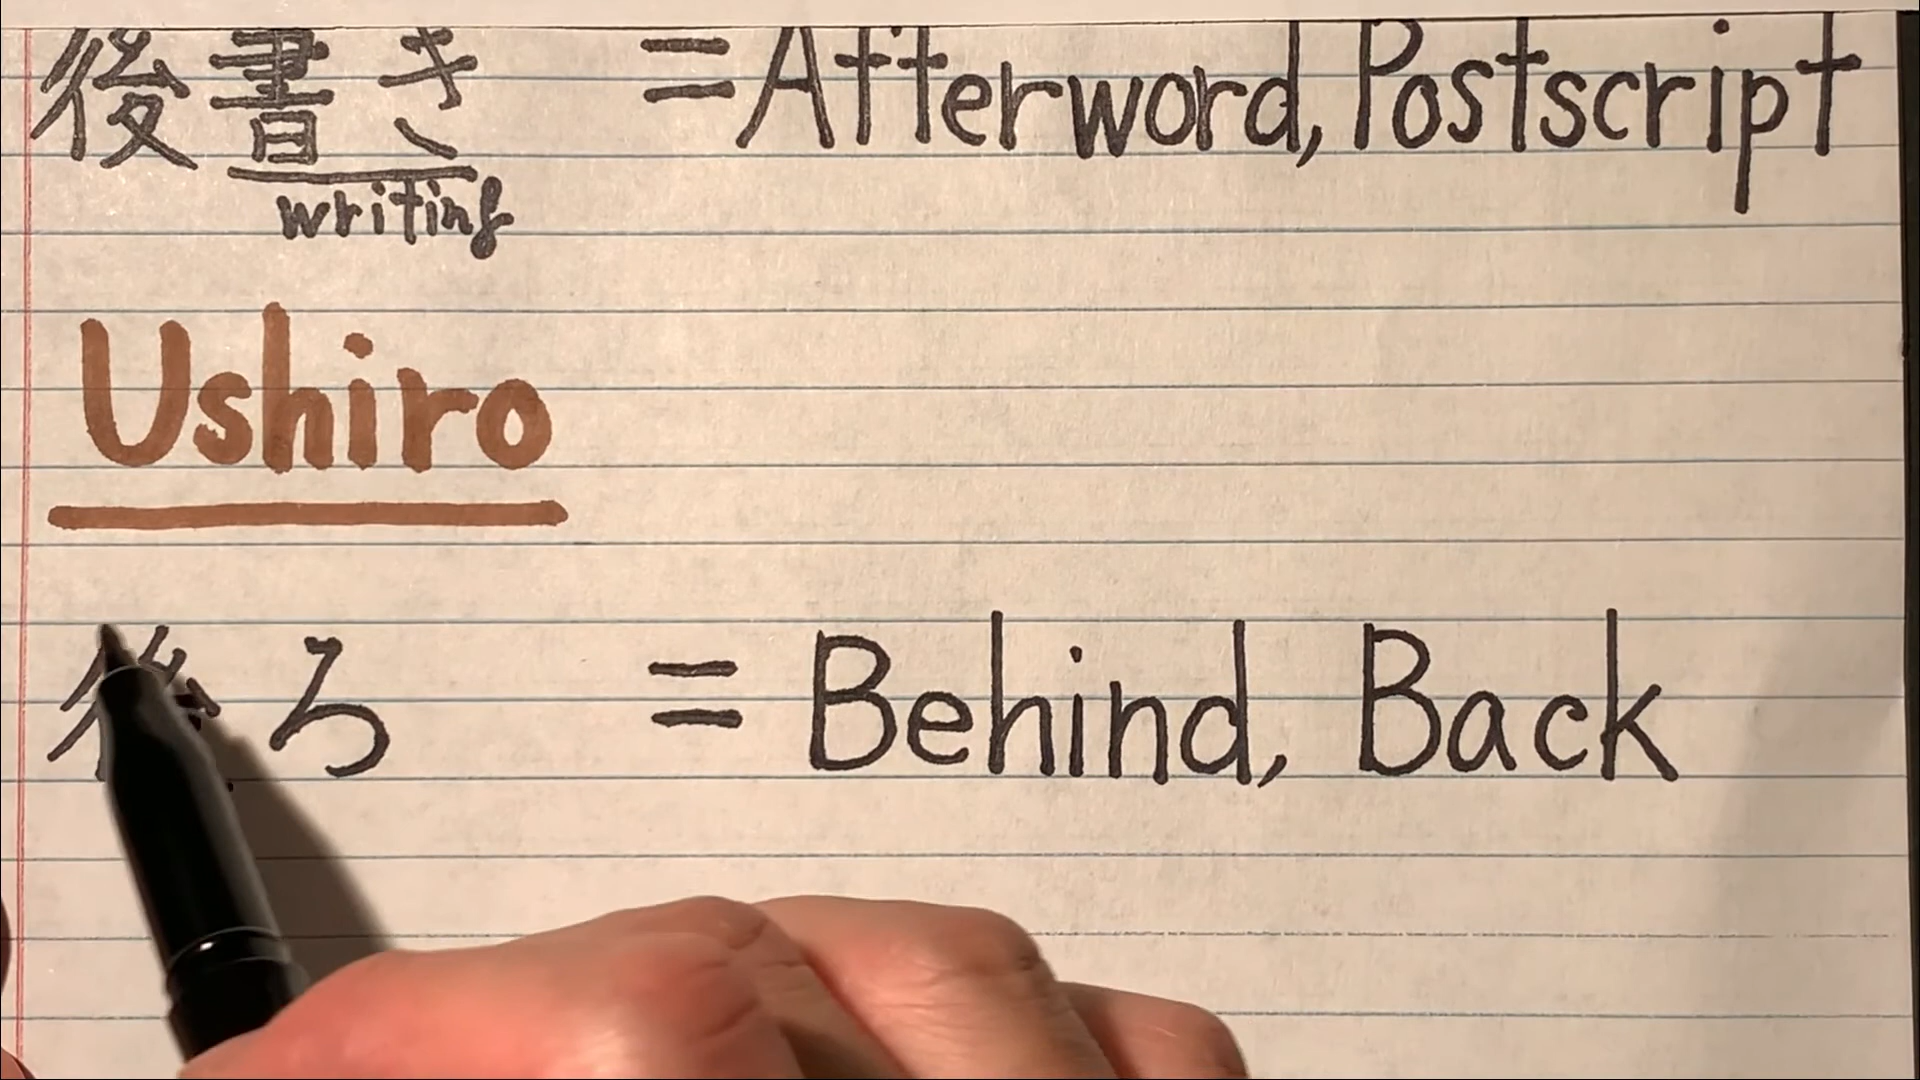 後書き = Afterword, Postscript
writing
Ushiro
後ろ = Behind, Back